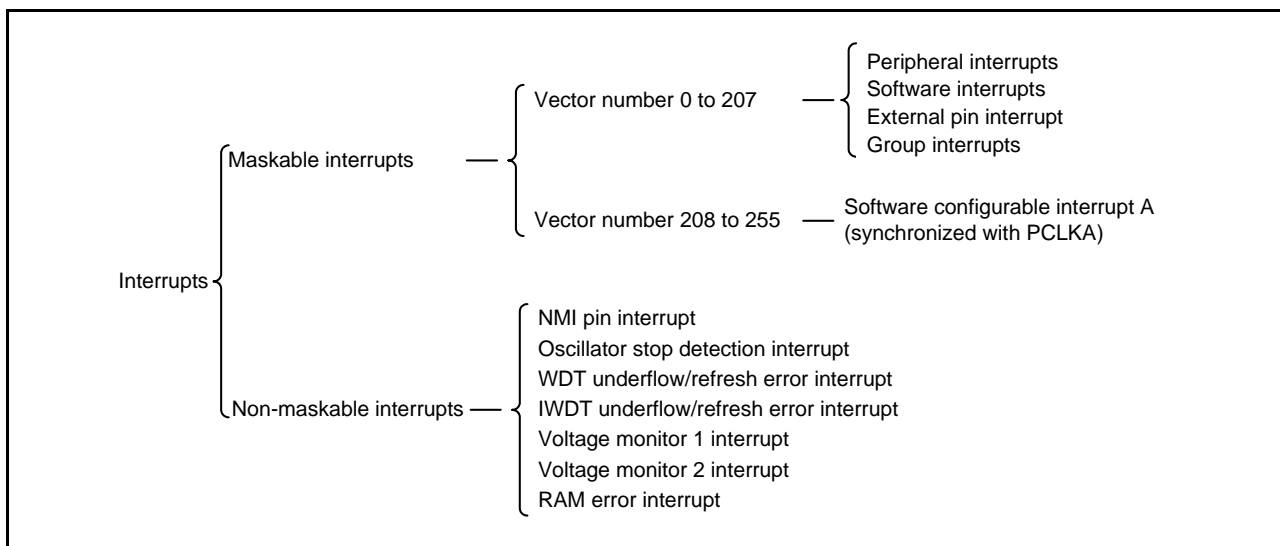 Interrupts
Maskable interrupts
Vector number 0 to 207
Peripheral interrupts
Software interrupts
External pin interrupt
Group interrupts
Vector number 208 to 255
Software configurable interrupt A
(synchronized with PCLKA)
Non-maskable interrupts
NMI pin interrupt
Oscillator stop detection interrupt
WDT underflow/refresh error interrupt
IWDT underflow/refresh error interrupt
Voltage monitor 1 interrupt
Voltage monitor 2 interrupt
RAM error interrupt